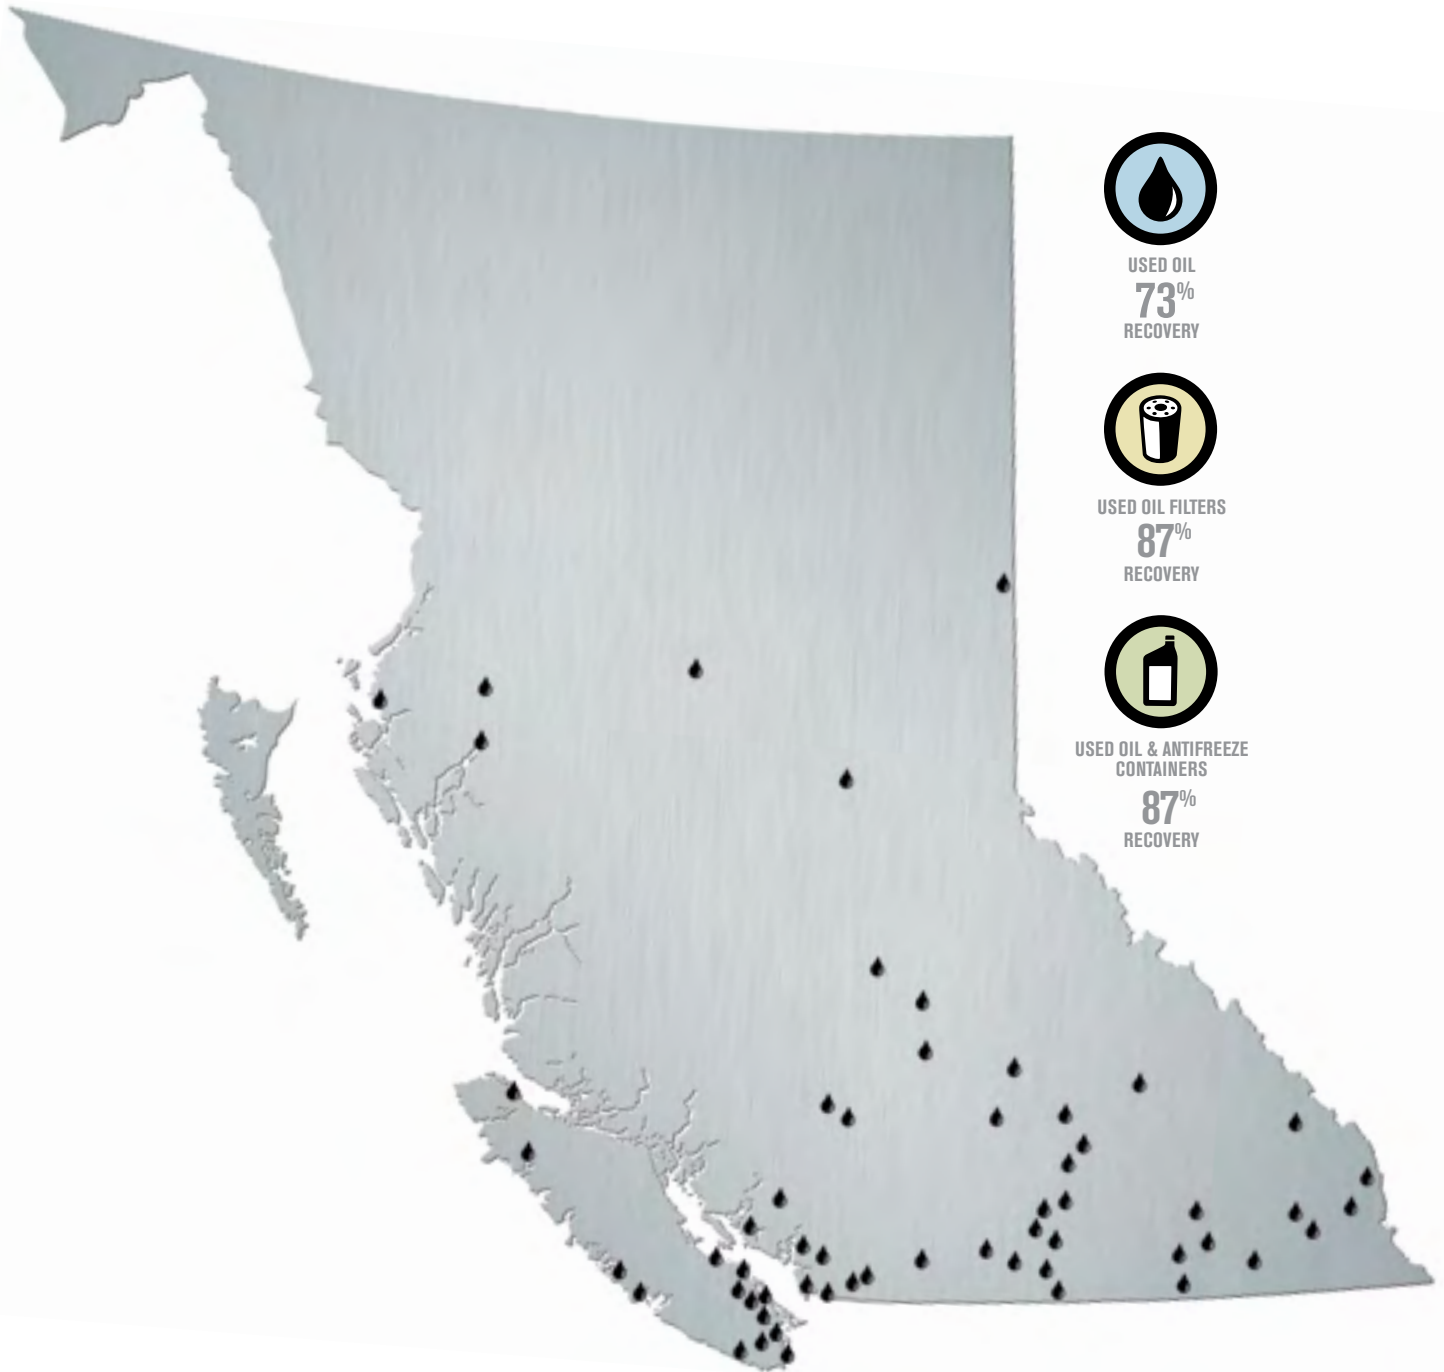 USED OIL
73%
RECOVERY
USED OIL FILTERS
87%
RECOVERY
USED OIL & ANTIFREEZE
CONTAINERS
87%
RECOVERY